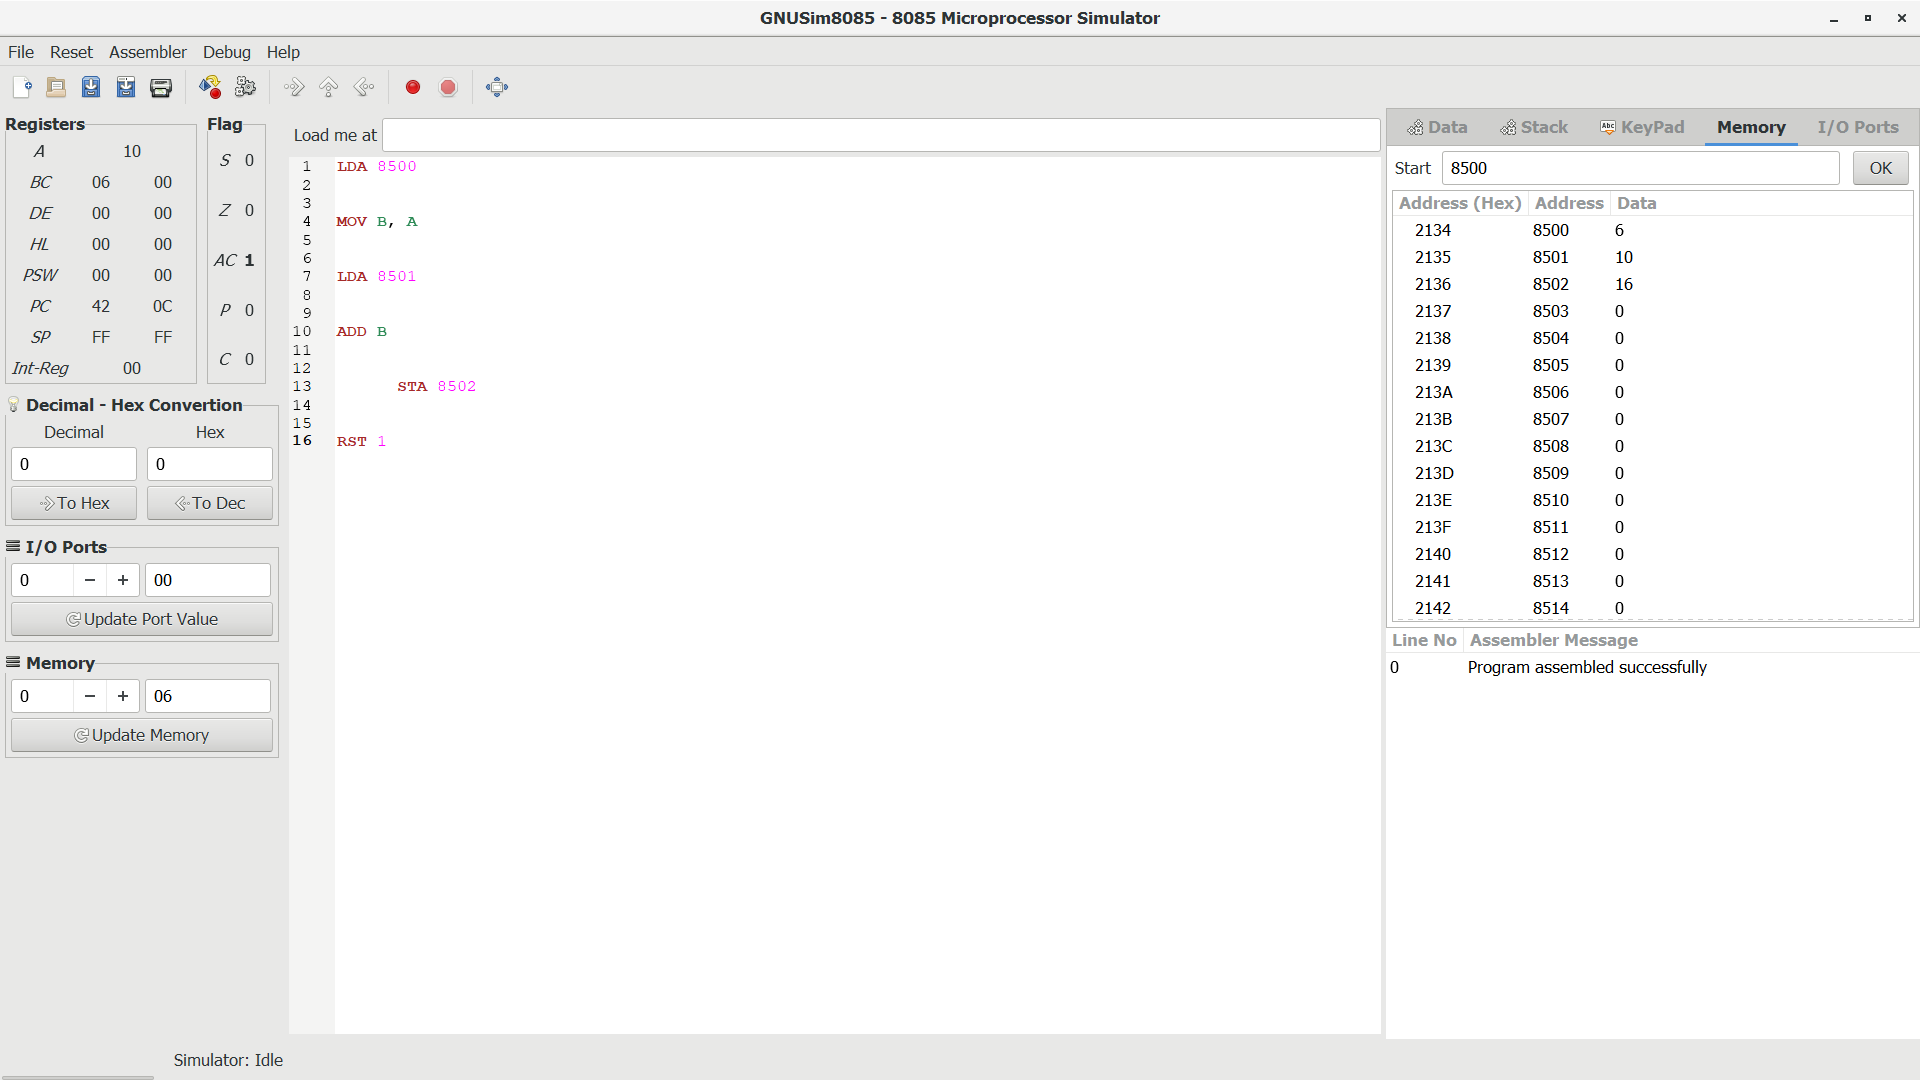 GNUSim8085 - 8085 Microprocessor Simulator
File Reset Assembler Debug Help
Registers
A 10
BC 06 00
DE 00 00
HL 00 00
PSW 00 00
PC 42 0C
SP FF FF
Int-Reg 00
Flag
S 0
Z 0
AC 1
P 0
C 0
Decimal - Hex Convertion
Decimal Hex
0 0
To Hex To Dec
I/O Ports
0 − + 00
Update Port Value
Memory
0 − + 06
Update Memory
Load me at
1 LDA 8500
2
3
4 MOV B, A
5
6
7 LDA 8501
8
9
10 ADD B
11
12
13 STA 8502
14
15
16 RST 1
Data Stack Abc KeyPad Memory I/O Ports
Start 8500 OK
Address (Hex) Address Data
2134 8500 6
2135 8501 10
2136 8502 16
2137 8503 0
2138 8504 0
2139 8505 0
213A 8506 0
213B 8507 0
213C 8508 0
213D 8509 0
213E 8510 0
213F 8511 0
2140 8512 0
2141 8513 0
2142 8514 0
Line No Assembler Message
0 Program assembled successfully
Simulator: Idle